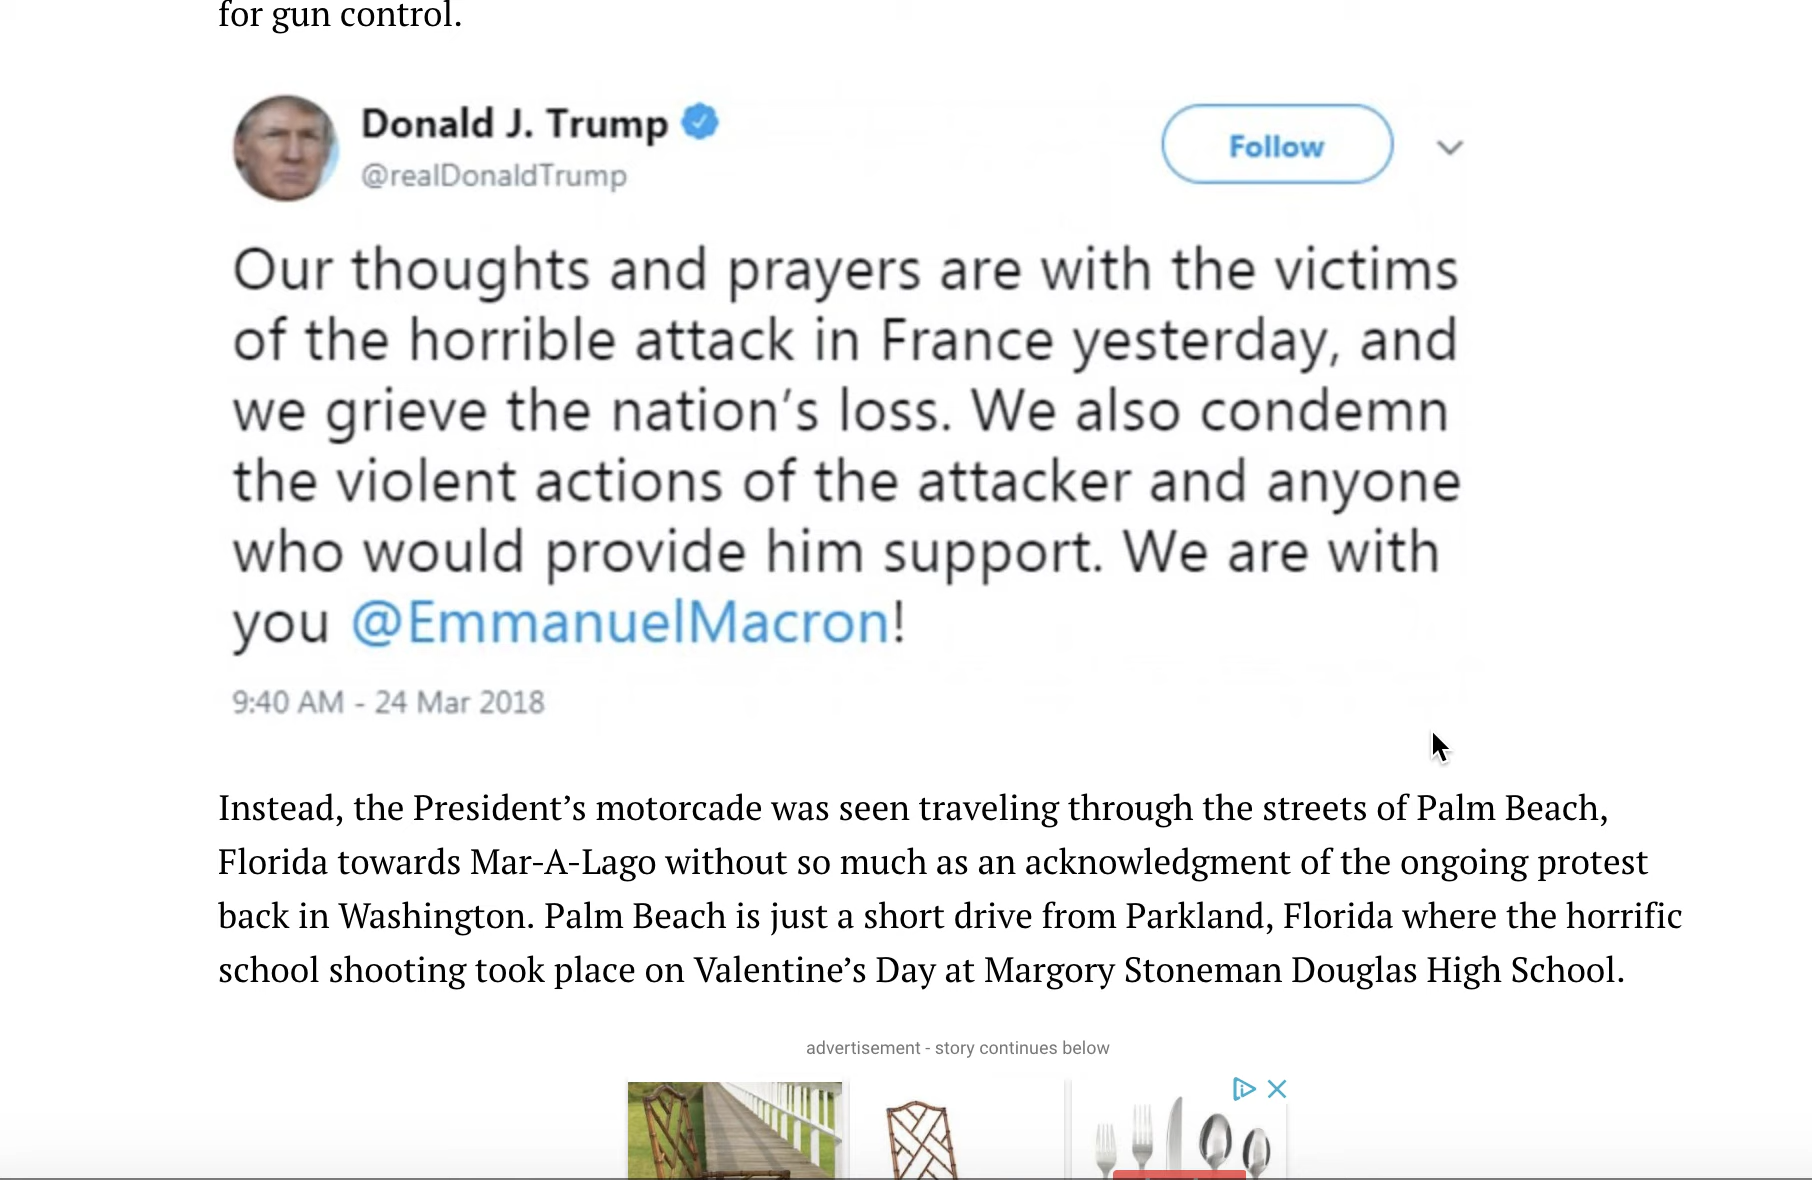 for gun control.
Donald J. Trump
@realDonaldTrump
Follow
Our thoughts and prayers are with the victims
of the horrible attack in France yesterday, and
we grieve the nation's loss. We also condemn
the violent actions of the attacker and anyone
who would provide him support. We are with
you @EmmanuelMacron!
9:40 AM - 24 Mar 2018
Instead, the President’s motorcade was seen traveling through the streets of Palm Beach,
Florida towards Mar-A-Lago without so much as an acknowledgment of the ongoing protest
back in Washington. Palm Beach is just a short drive from Parkland, Florida where the horrific
school shooting took place on Valentine’s Day at Margory Stoneman Douglas High School.
advertisement - story continues below